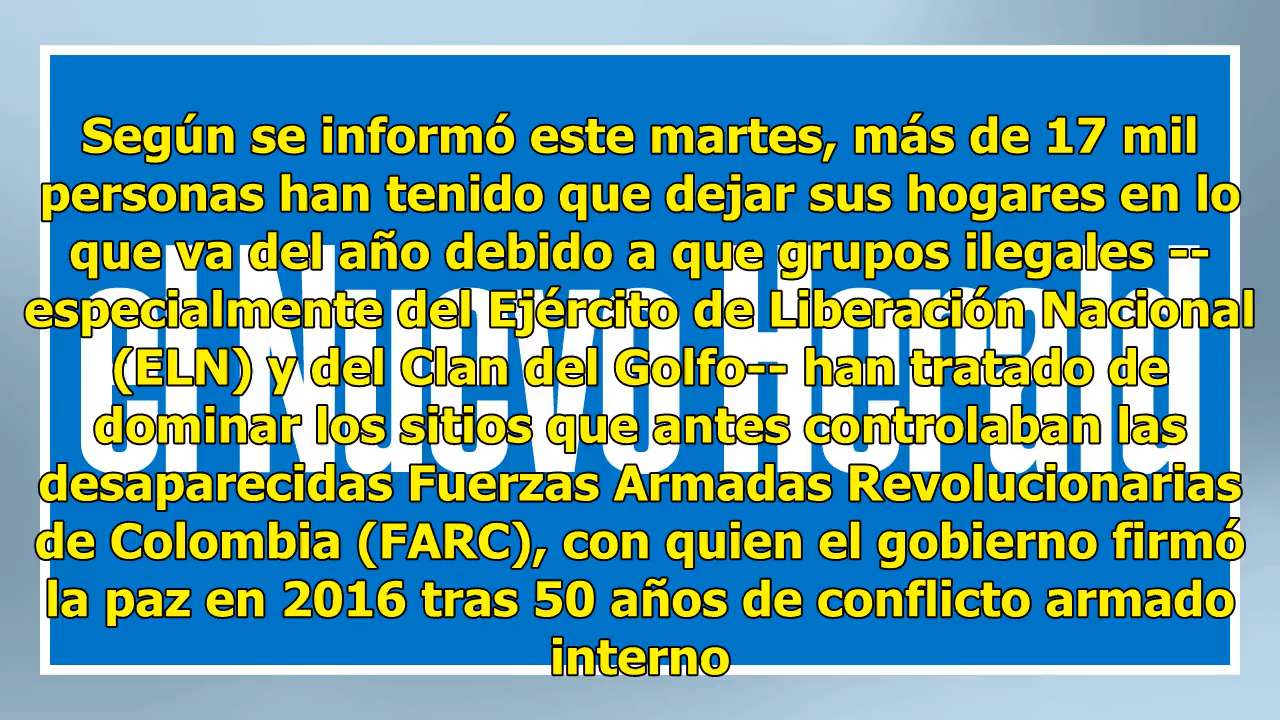 Según se informó este martes, más de 17 mil
personas han tenido que dejar sus hogares en lo
que va del año debido a que grupos ilegales --
especialmente del Ejército de Liberación Nacional
(ELN) y del Clan del Golfo-- han tratado de
dominar los sitios que antes controlaban las
desaparecidas Fuerzas Armadas Revolucionarias
de Colombia (FARC), con quien el gobierno firmó
la paz en 2016 tras 50 años de conflicto armado
interno
el Nuevo Herald